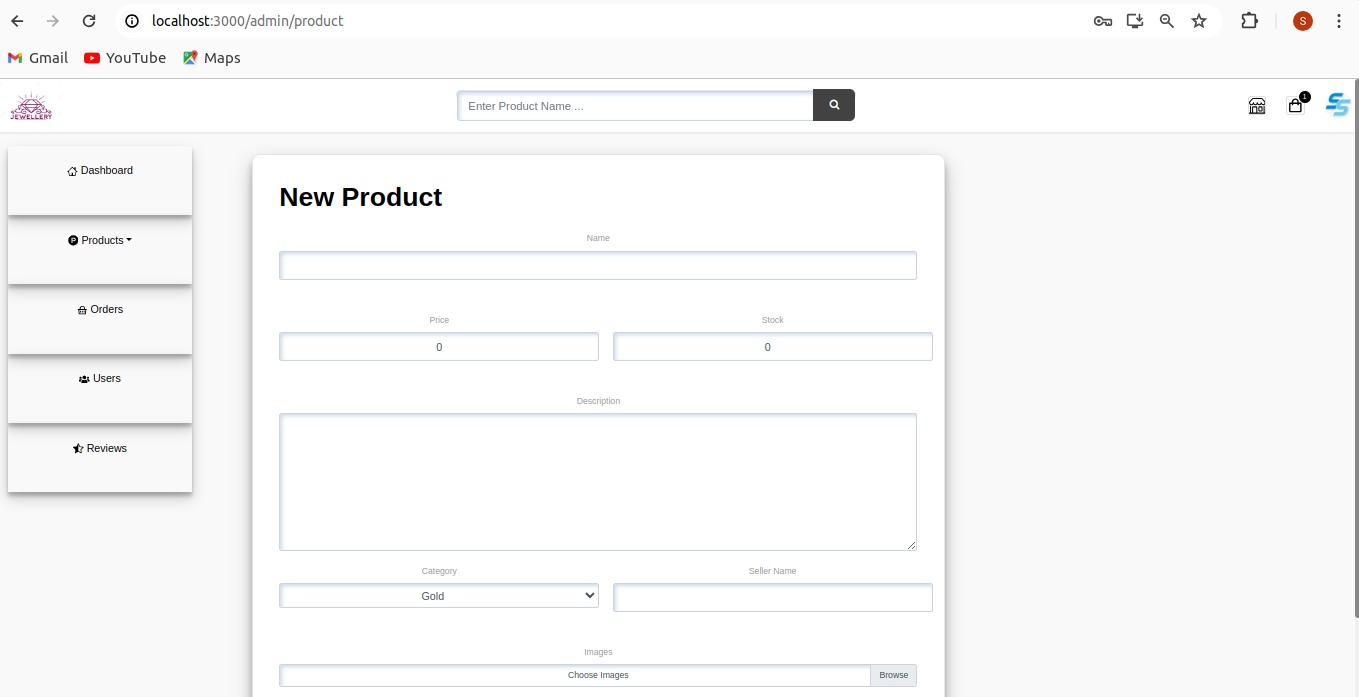 localhost:3000/admin/product
S
Gmail YouTube Maps
JEWELLERY
Enter Product Name ...
1
Dashboard
Products
Orders
Users
Reviews
New Product
Name
Price Stock
0 0
Description
Category Seller Name
Gold
Images
Choose Images Browse